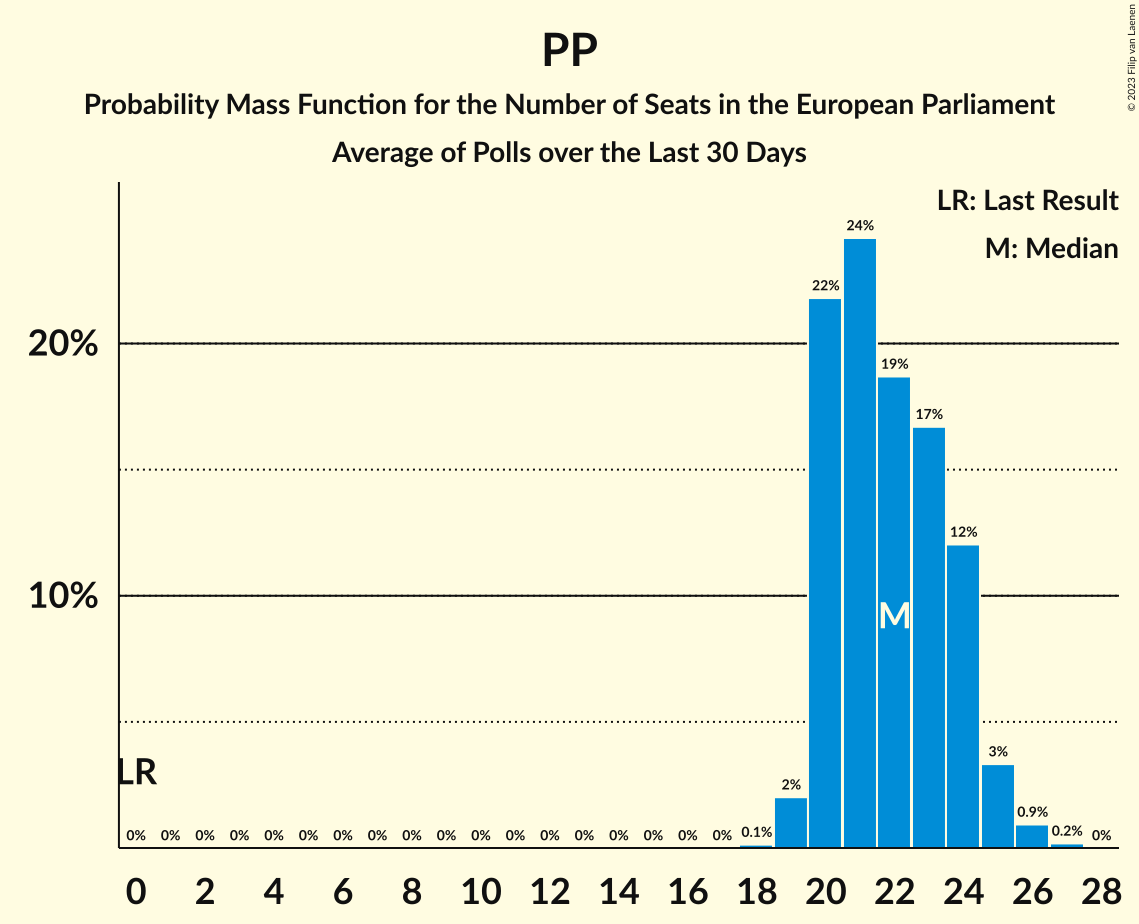 PP
Probability Mass Function for the Number of Seats in the European Parliament
Average of Polls over the Last 30 Days
© 2023 Filip van Laenen
LR: Last Result
M: Median
20%
10%
LR
M
0% 0% 0% 0% 0% 0% 0% 0% 0% 0% 0% 0% 0% 0% 0% 0% 0% 0% 0.1% 2% 22% 24% 19% 17% 12% 3% 0.9% 0.2% 0%
0 2 4 6 8 10 12 14 16 18 20 22 24 26 28